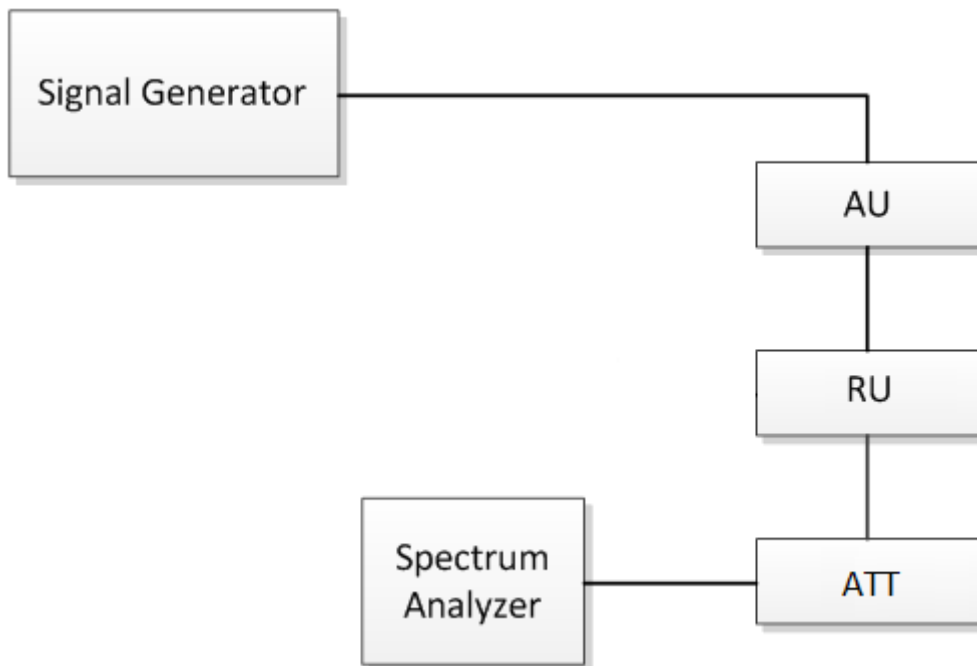 Signal Generator
AU
RU
Spectrum
Analyzer
ATT